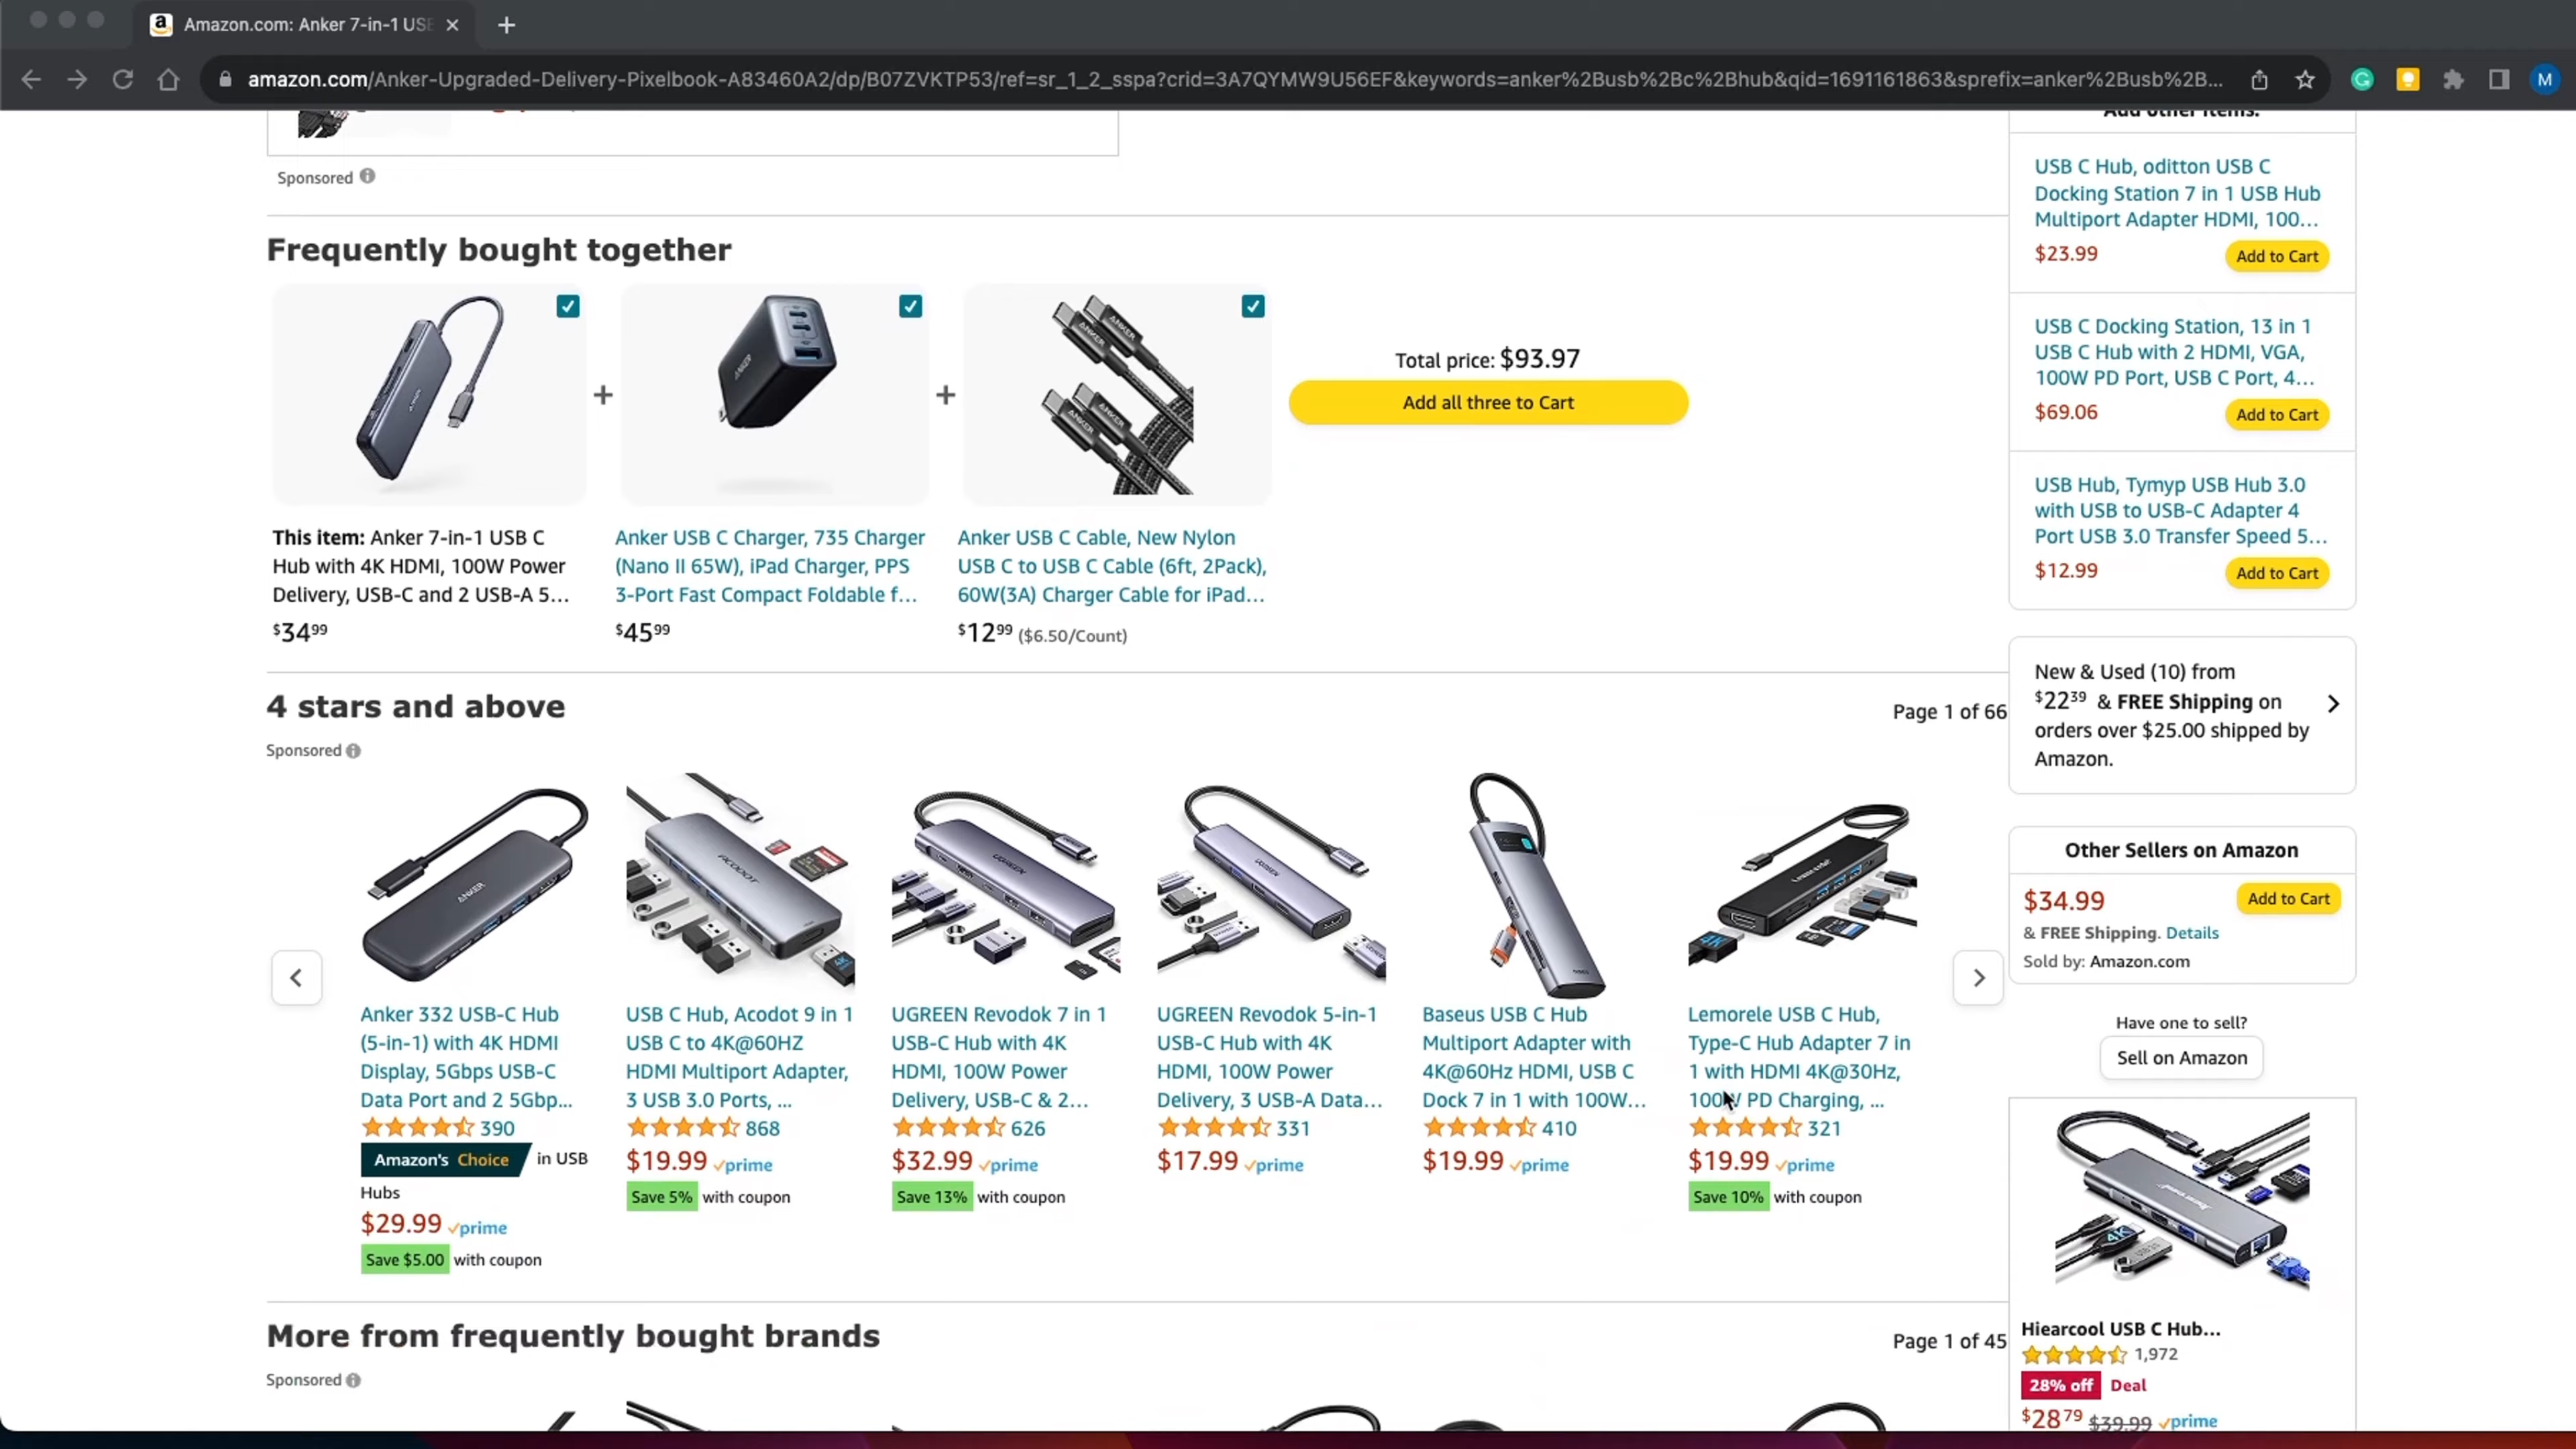 Amazon.com: Anker 7-in-1 USB
amazon.com/Anker-Upgraded-Delivery-Pixelbook-A83460A2/dp/B07ZVKTP53/ref=sr_1_2_sspa?crid=3A7QYMW9U56EF&keywords=anker%2Busb%2Bc%2Bhub&qid=1691161863&sprefix=anker%2Busb%2B...
M
Sponsored
Frequently bought together
ANKER
ANKER
ANKER
ANKER
Total price: $93.97
Add all three to Cart
This item: Anker 7-in-1 USB C
Hub with 4K HDMI, 100W Power
Delivery, USB-C and 2 USB-A 5...
$34.99
Anker USB C Charger, 735 Charger
(Nano II 65W), iPad Charger, PPS
3-Port Fast Compact Foldable f...
$45.99
Anker USB C Cable, New Nylon
USB C to USB C Cable (6ft, 2Pack),
60W(3A) Charger Cable for iPad...
$12.99 ($6.50/Count)
4 stars and above
Page 1 of 66
Sponsored
ANKER
ACODOT
UGREEN
UGREEN
4K
Anker 332 USB-C Hub
(5-in-1) with 4K HDMI
Display, 5Gbps USB-C
Data Port and 2 5Gbp...
390
Amazon's Choice in USB
Hubs
$29.99 prime
Save $5.00 with coupon
USB C Hub, Acodot 9 in 1
USB C to 4K@60HZ
HDMI Multiport Adapter,
3 USB 3.0 Ports, ...
868
$19.99 prime
Save 5% with coupon
UGREEN Revodok 7 in 1
USB-C Hub with 4K
HDMI, 100W Power
Delivery, USB-C & 2...
626
$32.99 prime
Save 13% with coupon
UGREEN Revodok 5-in-1
USB-C Hub with 4K
HDMI, 100W Power
Delivery, 3 USB-A Data...
331
$17.99 prime
Baseus USB C Hub
Multiport Adapter with
4K@60Hz HDMI, USB C
Dock 7 in 1 with 100W...
410
$19.99 prime
Lemorele USB C Hub,
Type-C Hub Adapter 7 in
1 with HDMI 4K@30Hz,
100W PD Charging, ...
321
$19.99 prime
Save 10% with coupon
More from frequently bought brands
Page 1 of 45
Sponsored
Add other items:
USB C Hub, oditton USB C
Docking Station 7 in 1 USB Hub
Multiport Adapter HDMI, 100...
$23.99
Add to Cart
USB C Docking Station, 13 in 1
USB C Hub with 2 HDMI, VGA,
100W PD Port, USB C Port, 4...
$69.06
Add to Cart
USB Hub, Tymyp USB Hub 3.0
with USB to USB-C Adapter 4
Port USB 3.0 Transfer Speed 5...
$12.99
Add to Cart
New & Used (10) from
$22.39 & FREE Shipping on
orders over $25.00 shipped by
Amazon.
Other Sellers on Amazon
$34.99
Add to Cart
& FREE Shipping. Details
Sold by: Amazon.com
Have one to sell?
Sell on Amazon
4K
Hiearcool USB C Hub...
1,972
28% off Deal
$28.79 $39.99 prime